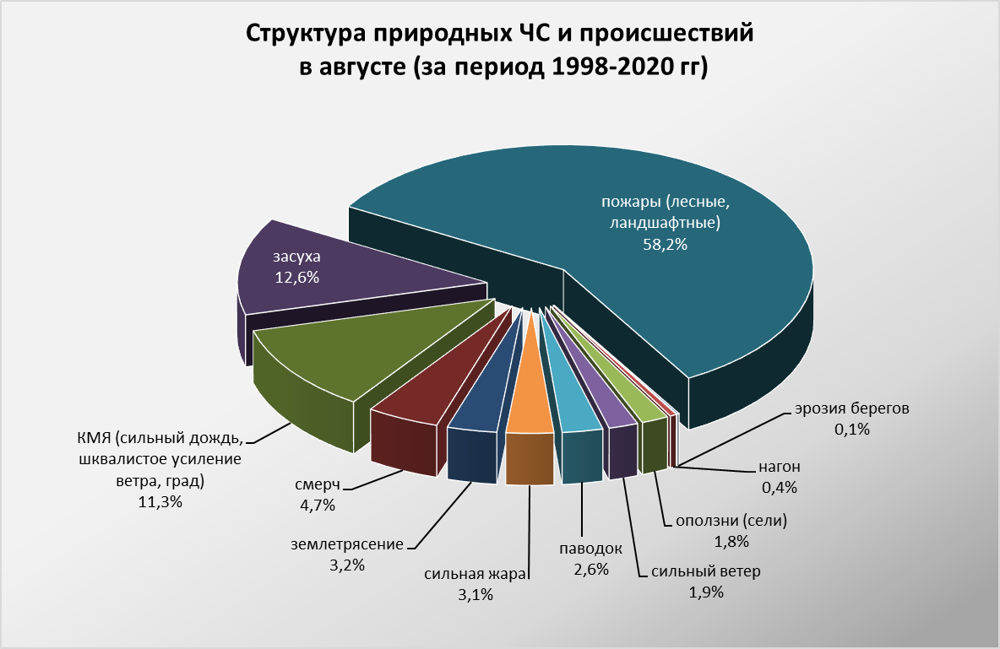 Структура природных ЧС и происшествий
в августе (за период 1998-2020 гг)
пожары (лесные,
ландшафтные)
58,2%
засуха
12,6%
КМЯ (сильный дождь,
шквалистое усиление
ветра, град)
11,3%
смерч
4,7%
землетрясение
3,2%
сильная жара
3,1%
паводок
2,6%
сильный ветер
1,9%
оползни (сели)
1,8%
нагон
0,4%
эрозия берегов
0,1%